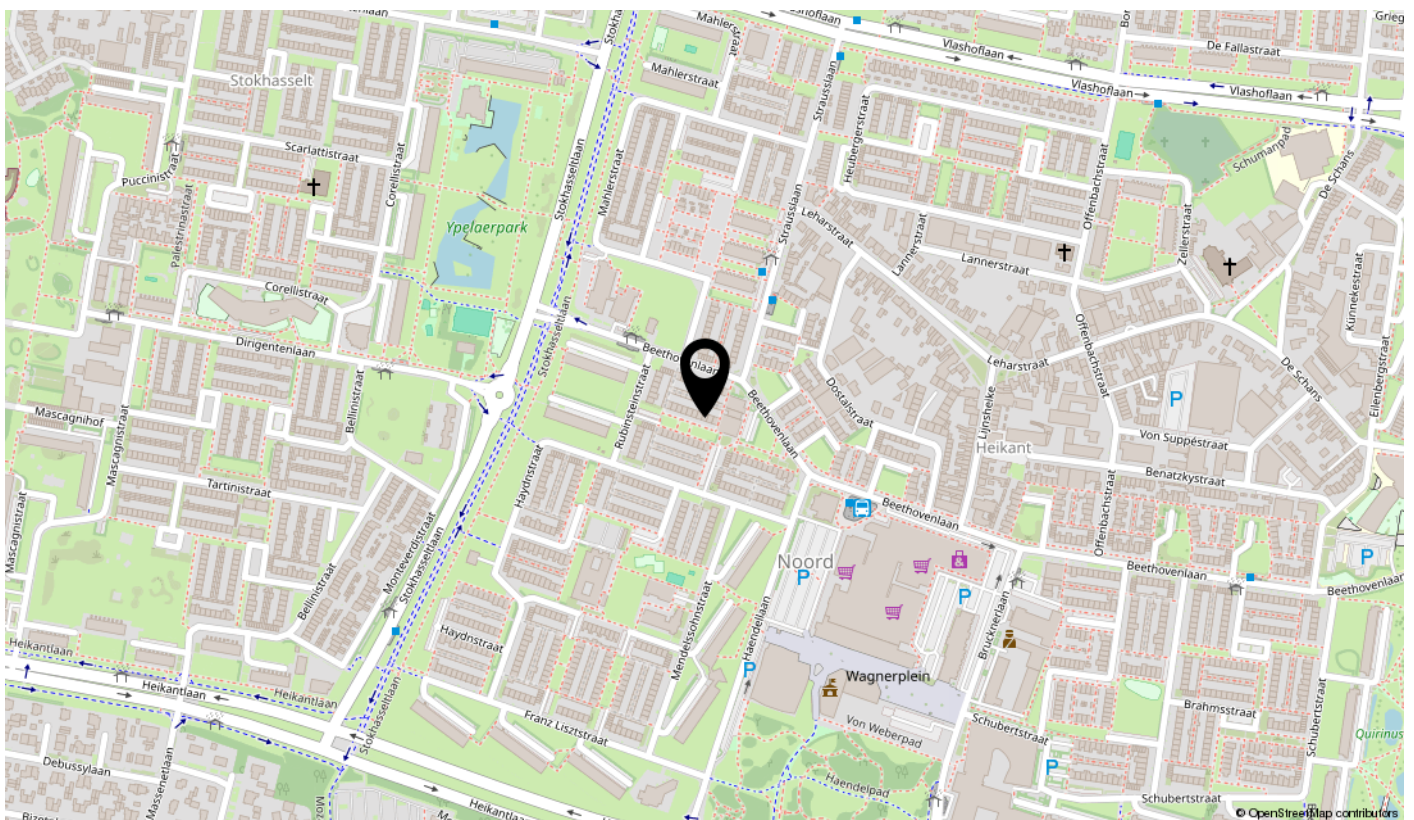 Mahlerstraat
Stokhasseltlaan
Vlashoflaan
De Fallastraat
Vlashoflaan
Stokhasselt
Mahlerstraat
Strausslaan
Heubergerstraat
Schumanpad
De Schans
Scarlattistraat
Puccinistraat
Corellistraat
Palestrinastraat
Ypelaerpark
Stokhasseltlaan
Mahlerstraat
Strausslaan
Leharstraat
Lannerstraat
Lannerstraat
Offenbachstraat
Zellerstraat
Künnekestraat
Corellistraat
Dirigentenlaan
Stokhasseltlaan
Beethovenlaan
Offenbachstraat
Leharstraat
De Schans
Eilenbergstraat
P
Mascagnihof
Mascagnistraat
Bellinistraat
Rubinsteinstraat
Beethovenlaan
Dostalstraat
Lijnsheike
Heikant
Von Suppéstraat
Benatzkystraat
Tartinistraat
Haydnstraat
Mascagnistraat
Monteverdistraat
Stokhasseltlaan
Beethovenlaan
Offenbachstraat
Noord
P
P
P
Beethovenlaan
Beethovenlaan
Bellinistraat
Haydnstraat
Mendelssohnstraat
Haendellaan
Brucknerlaan
Heikantlaan
Heikantlaan
Heikantlaan
P
Wagnerplein
Stokhasseltlaan
Franz Lisztstraat
Von Weberpad
Schubertstraat
Brahmsstraat
Schubertstraat
Quirinus
Debussylaan
Massenetlaan
Heikantlaan
Haendelpad
P
Schubertstraat
© OpenStreetMap contributors